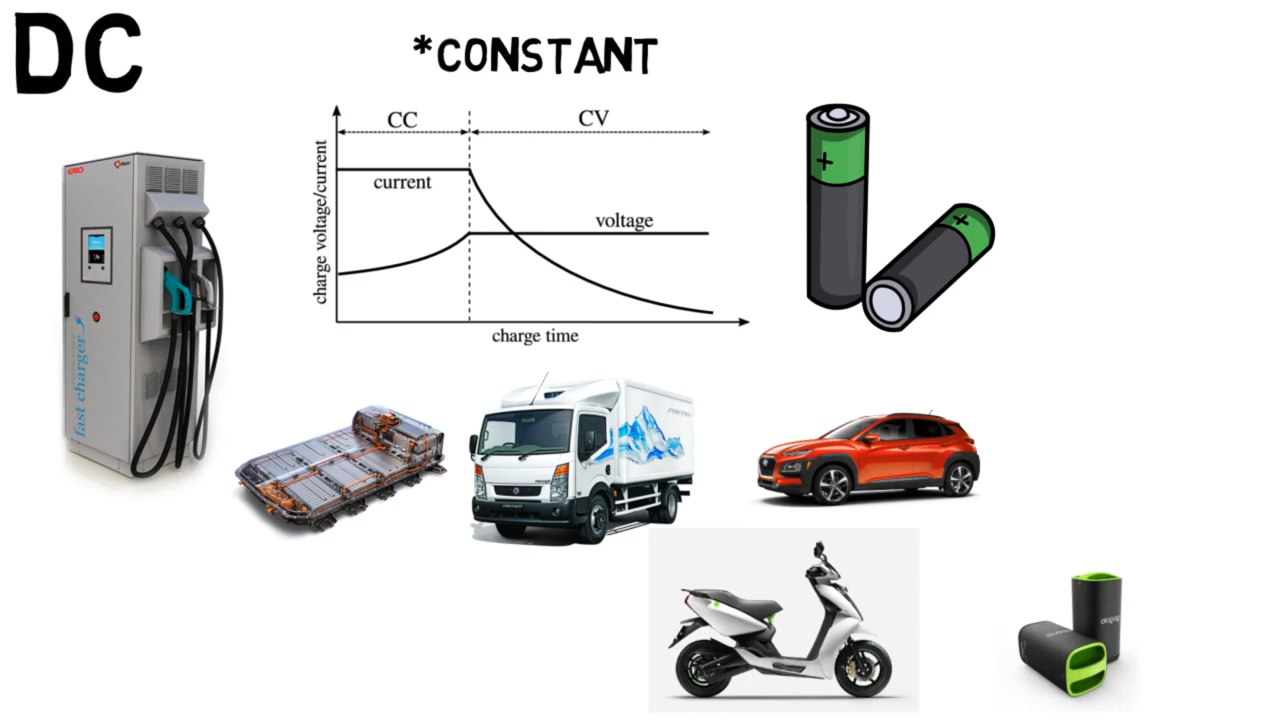 DC
*CONSTANT
CC
CV
current
voltage
charge voltage/current
charge time
fast charger
+
+